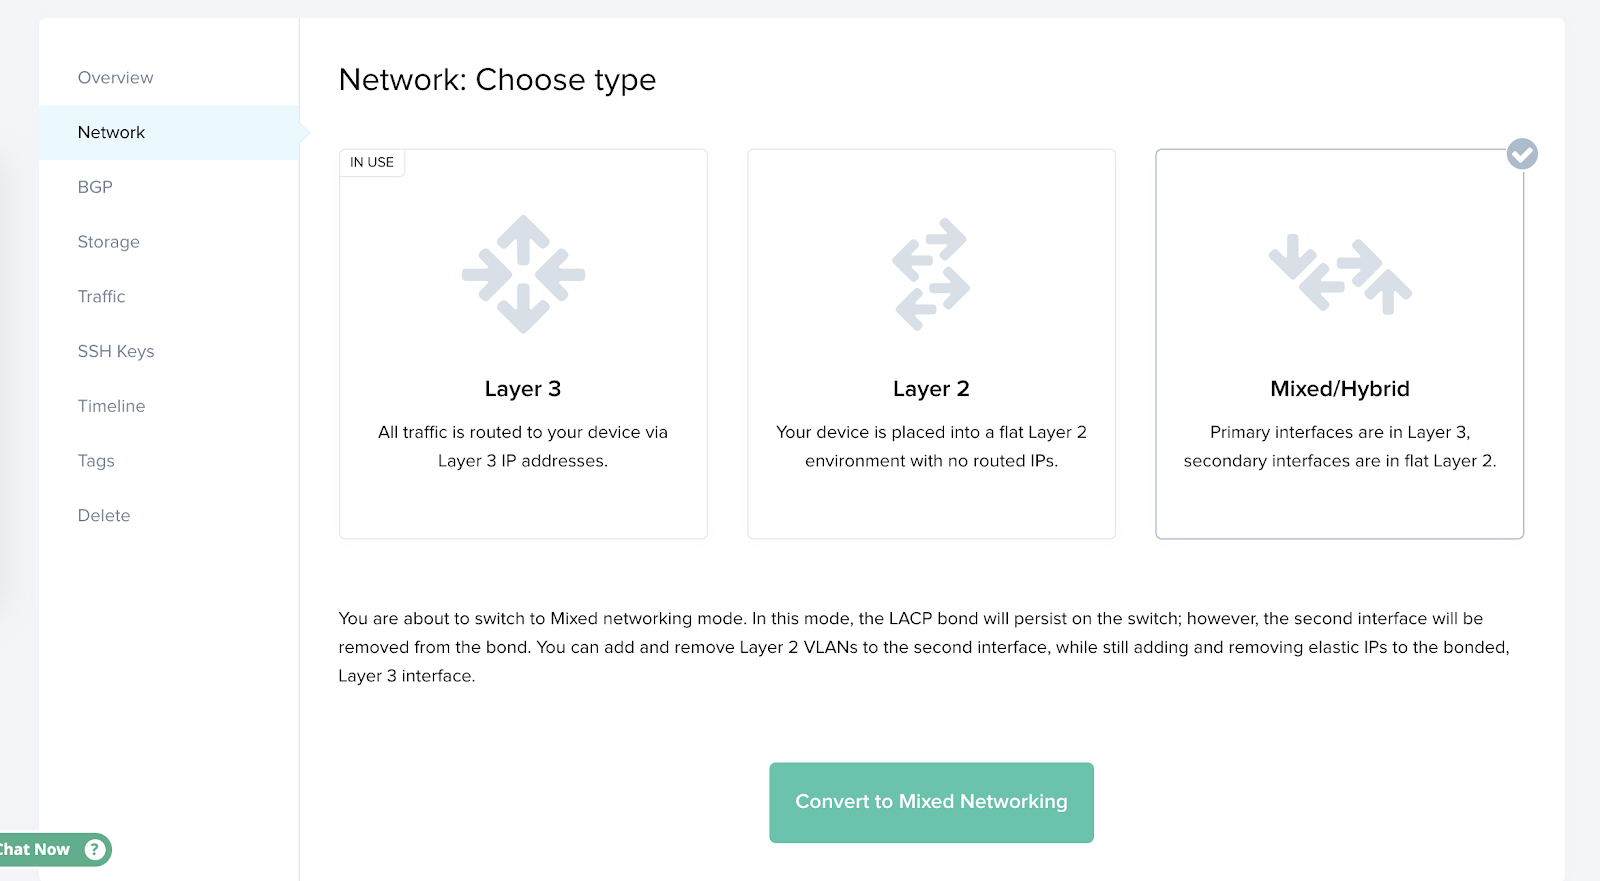 Overview
Network
BGP
Storage
Traffic
SSH Keys
Timeline
Tags
Delete
Network: Choose type
IN USE
Layer 3
All traffic is routed to your device via
Layer 3 IP addresses.
Layer 2
Your device is placed into a flat Layer 2
environment with no routed IPs.
Mixed/Hybrid
Primary interfaces are in Layer 3,
secondary interfaces are in flat Layer 2.
You are about to switch to Mixed networking mode. In this mode, the LACP bond will persist on the switch; however, the second interface will be
removed from the bond. You can add and remove Layer 2 VLANs to the second interface, while still adding and removing elastic IPs to the bonded,
Layer 3 interface.
Convert to Mixed Networking
Chat Now ?